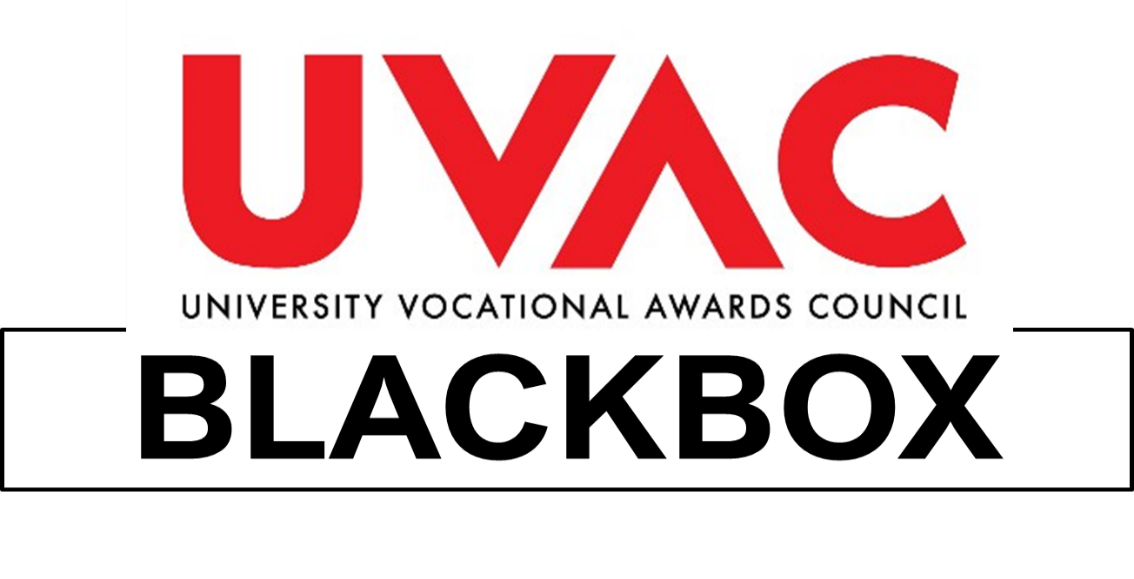 UVAC
UNIVERSITY VOCATIONAL AWARDS COUNCIL
BLACKBOX